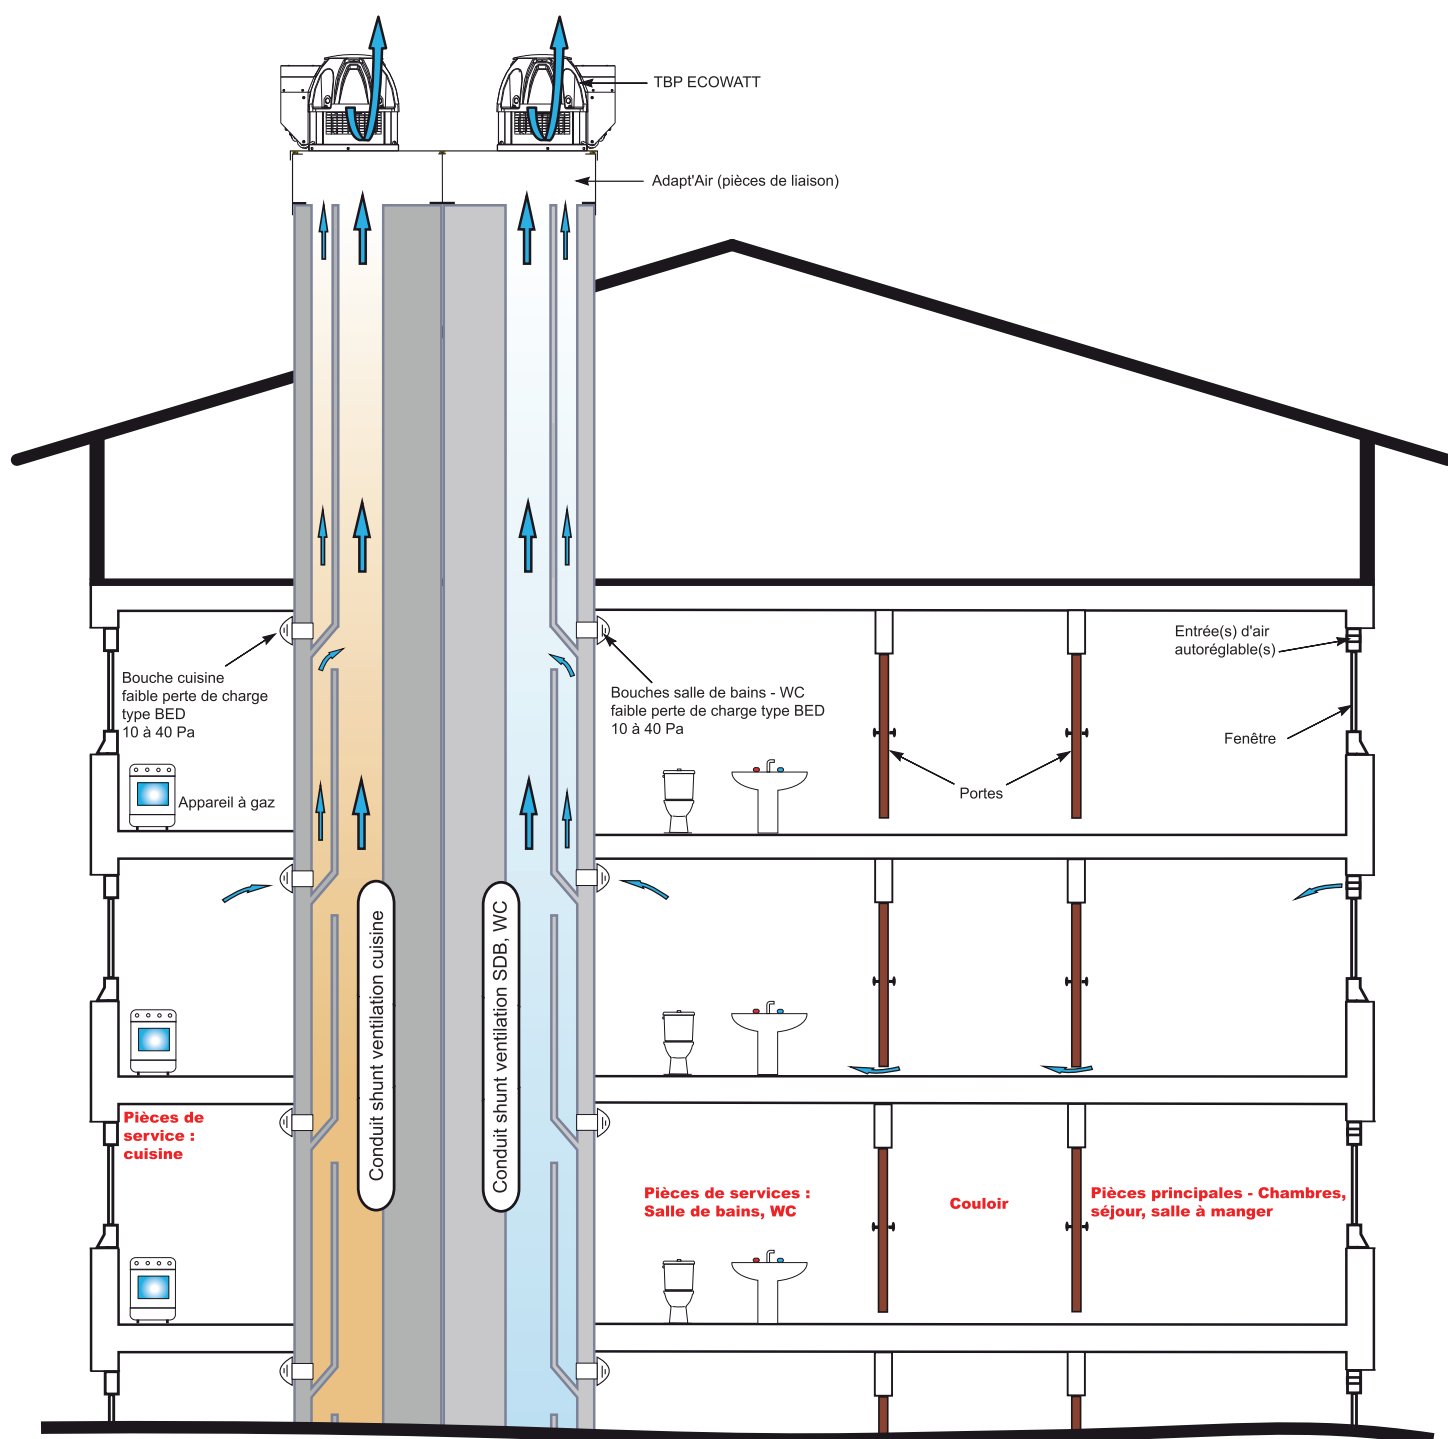 TBP ECOWATT
Adapt'Air (pièces de liaison)
Entrée(s) d'air
autoréglable(s)
Bouche cuisine
faible perte de charge
type BED
10 à 40 Pa
Bouches salle de bains - WC
faible perte de charge type BED
10 à 40 Pa
Fenêtre
Appareil à gaz
Portes
Conduit shunt ventilation cuisine
Conduit shunt ventilation SDB, WC
Pièces de
service :
cuisine
Pièces de services :
Salle de bains, WC
Couloir
Pièces principales - Chambres,
séjour, salle à manger